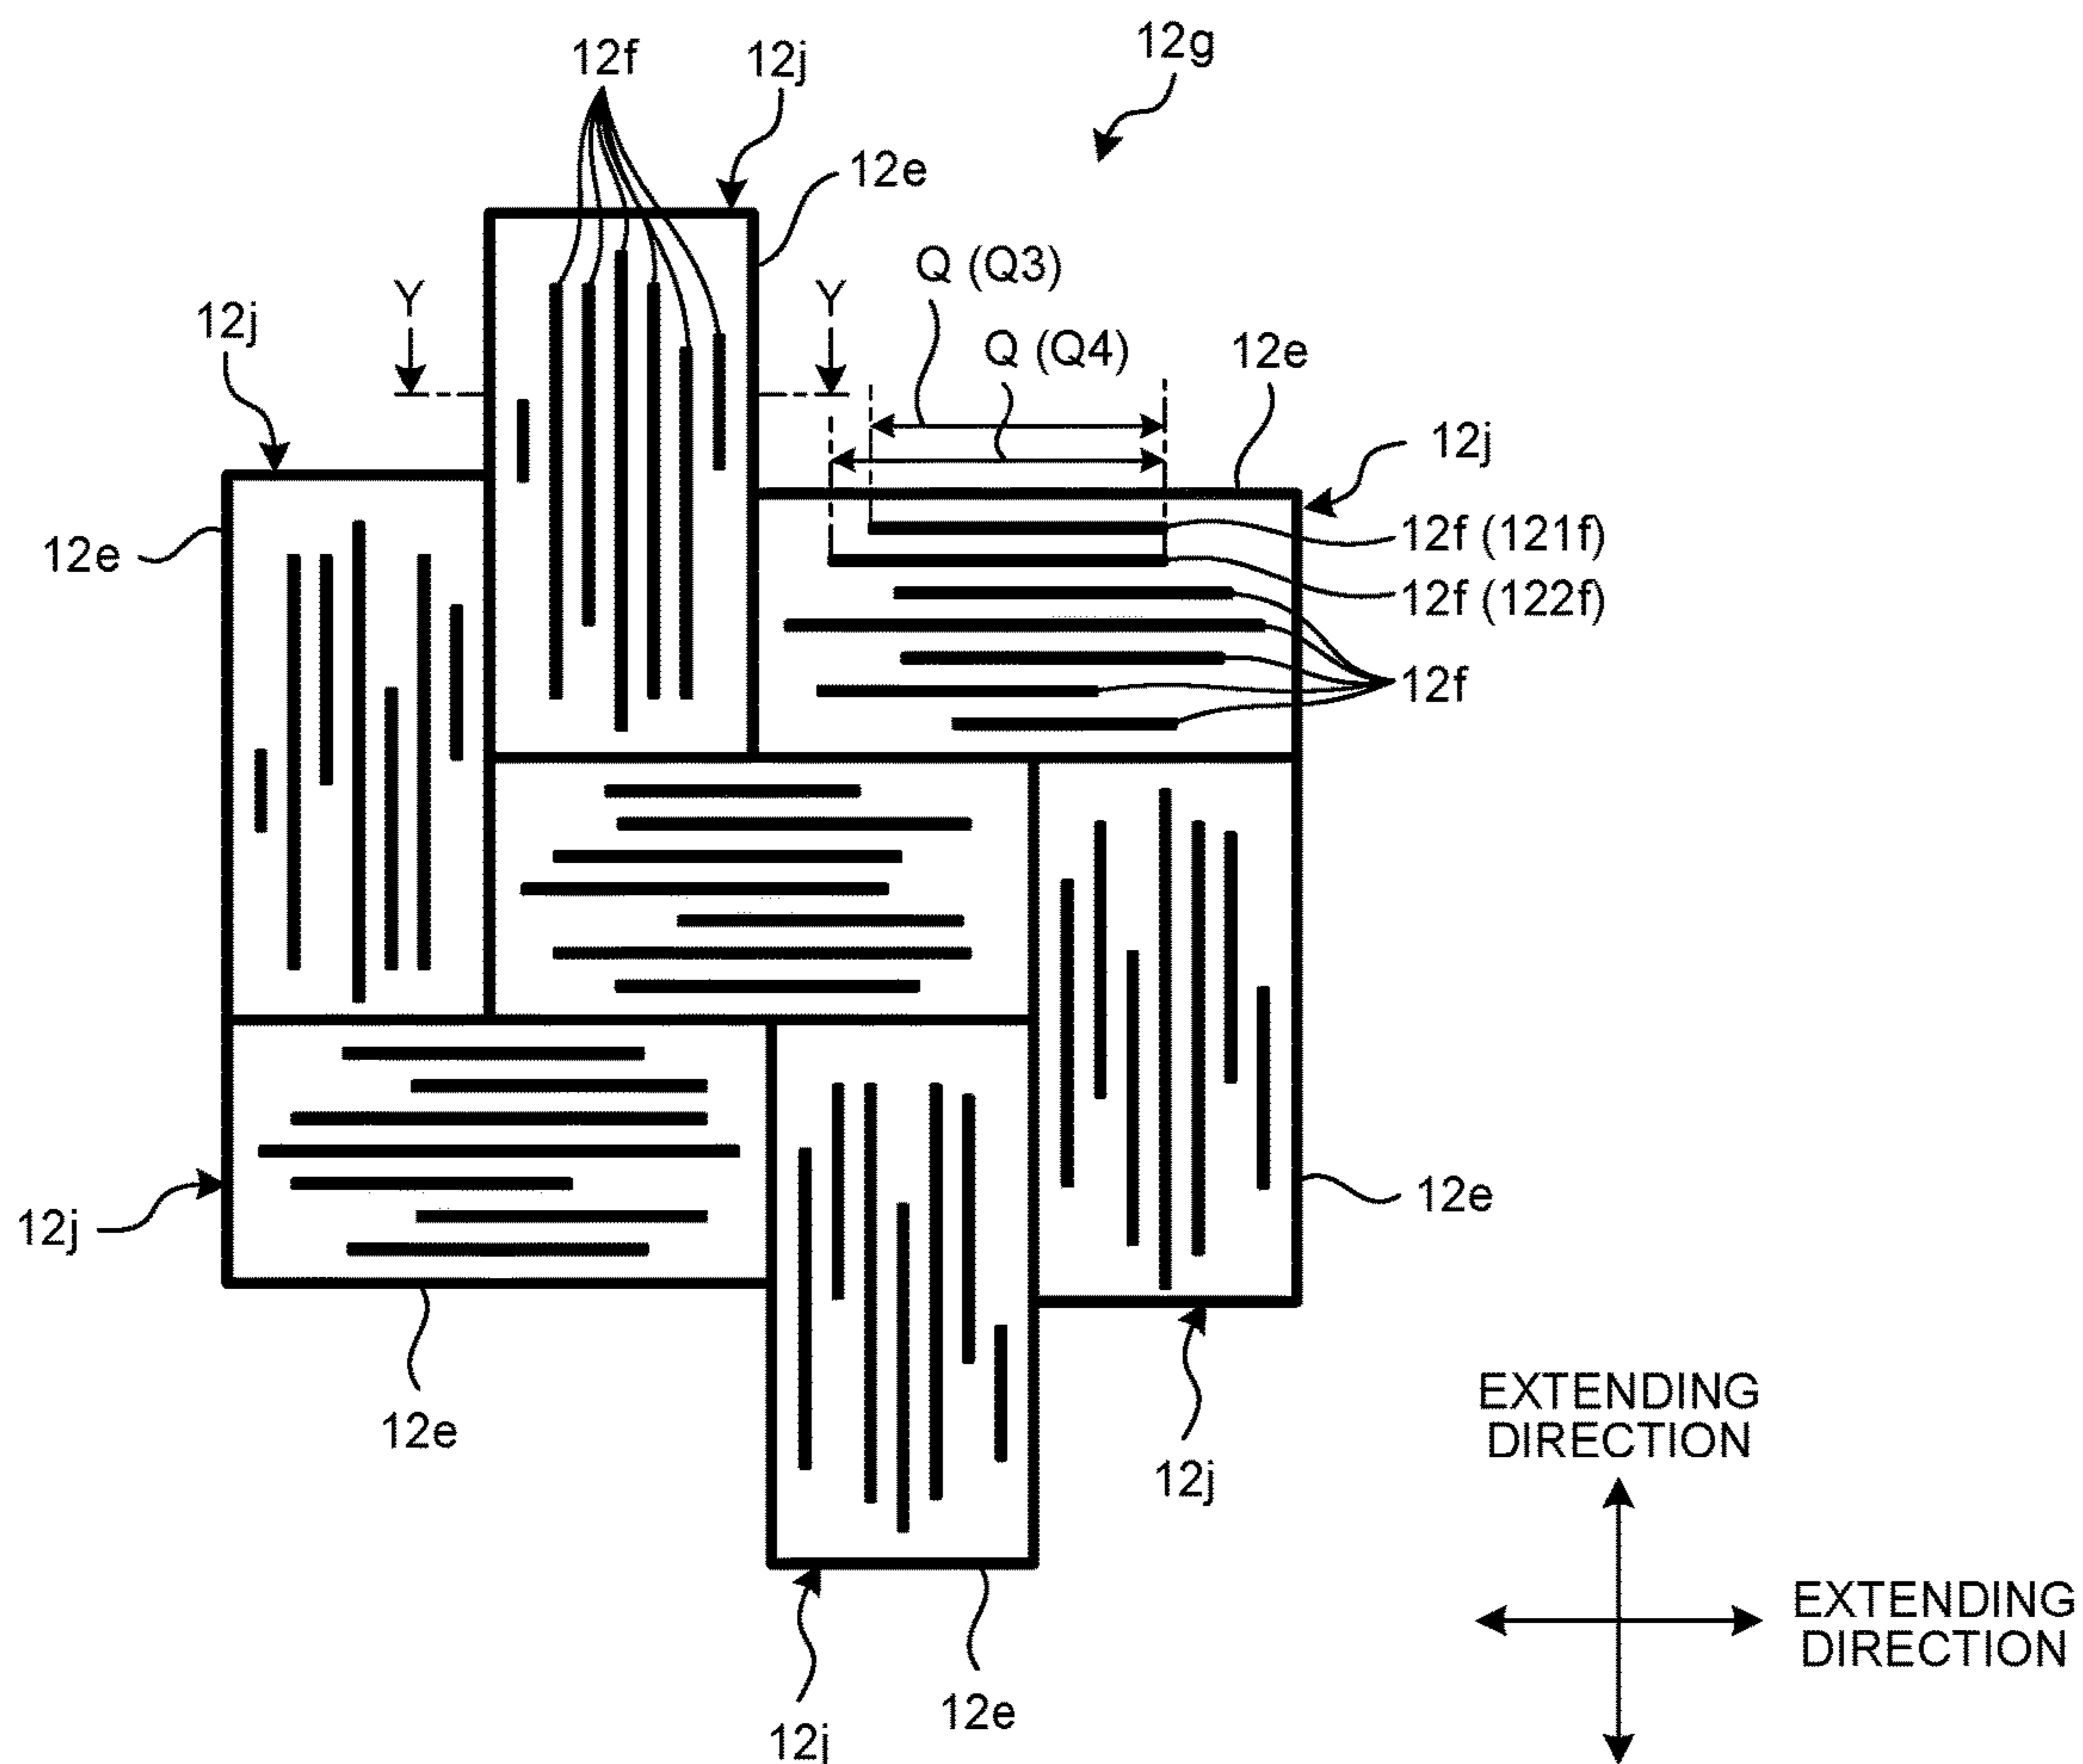 12g
12f
12j
12e
Q (Q3)
Y
Y
12j
Q (Q4)
12e
12j
12f (121f)
12e
12f (122f)
12f
12e
12j
EXTENDING
DIRECTION
12e
12j
EXTENDING
DIRECTION
12e
12j